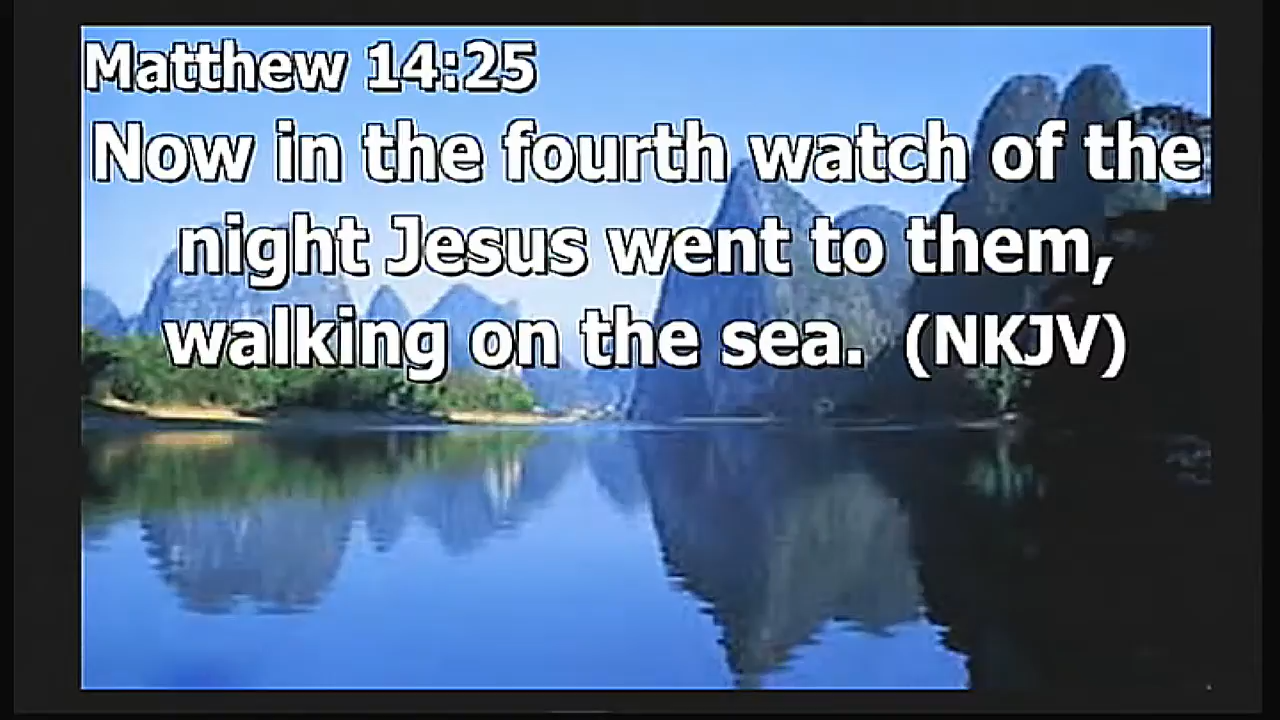 Matthew 14:25
Now in the fourth watch of the
night Jesus went to them,
walking on the sea.  (NKJV)